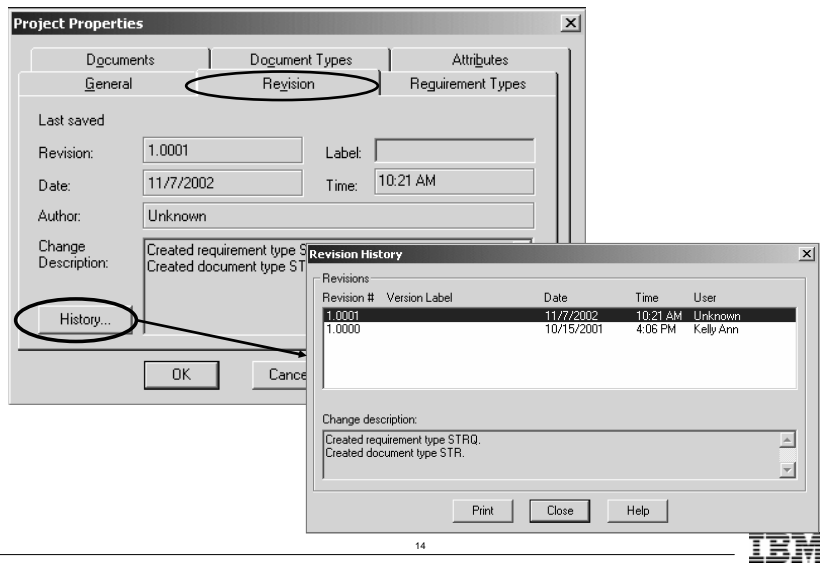 Project Properties
Documents Document Types Attributes
General Revision Requirement Types
Last saved
Revision: 1.0001 Label:
Date: 11/7/2002 Time: 10:21 AM
Author: Unknown
Change Description: Created requirement type S
Created document type ST
History...
OK Cance
Revision History
Revisions
Revision # Version Label Date Time User
1.0001 11/7/2002 10:21 AM Unknown
1.0000 10/15/2001 4:06 PM Kelly Ann
Change description:
Created requirement type STRQ.
Created document type STR.
Print Close Help
14
IBM